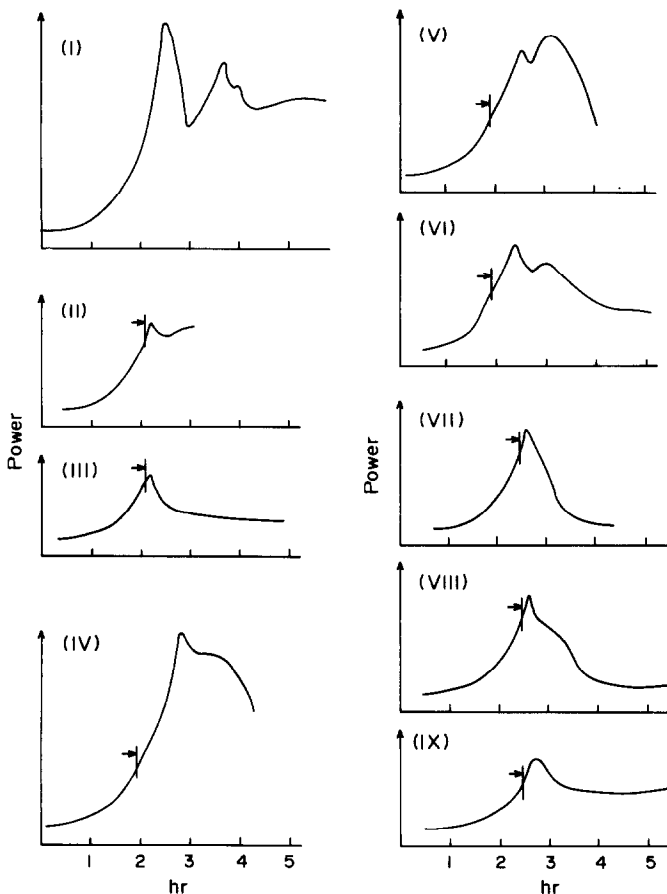 (I)
(II)
(III)
Power
(IV)
1 2 3 4 5
hr
(V)
(VI)
(VII)
Power
(VIII)
(IX)
1 2 3 4 5
hr